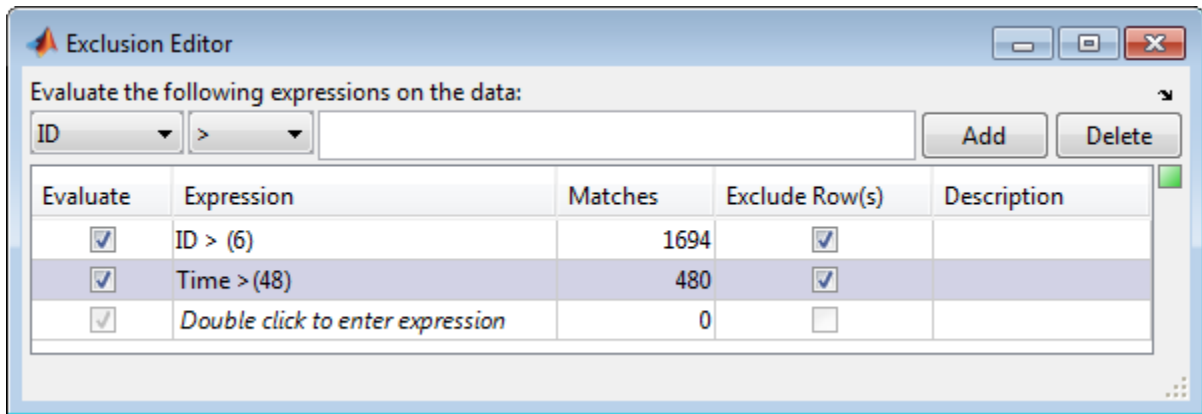 Exclusion Editor
Evaluate the following expressions on the data:
ID > Add Delete
Evaluate Expression Matches Exclude Row(s) Description
ID > (6) 1694
Time >(48) 480
Double click to enter expression 0